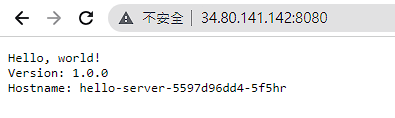 不安全 | 34.80.141.142:8080
Hello, world!
Version: 1.0.0
Hostname: hello-server-5597d96dd4-5f5hr